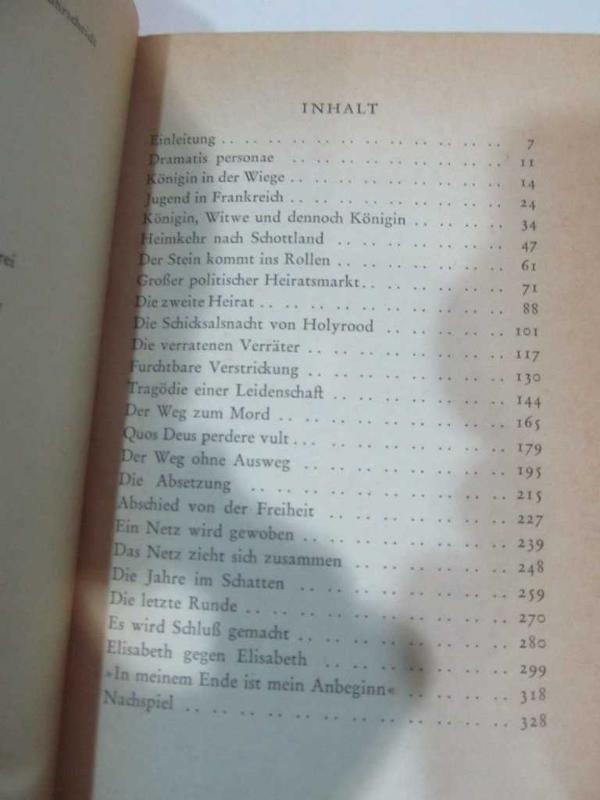 INHALT
Einleitung . . . . . . . . . . . . . . . 7
Dramatis personae . . . . . . . . . . . . 11
Königin in der Wiege . . . . . . . . . . . . 14
Jugend in Frankreich . . . . . . . . . . . . 24
Königin, Witwe und dennoch Königin . . . . . . . 34
Heimkehr nach Schottland . . . . . . . . . . 47
Der Stein kommt ins Rollen . . . . . . . . . . 61
Großer politischer Heiratsmarkt . . . . . . . . . 71
Die zweite Heirat . . . . . . . . . . . . . 88
Die Schicksalsnacht von Holyrood . . . . . . . . 101
Die verratenen Verräter . . . . . . . . . . . 117
Furchtbare Verstrickung . . . . . . . . . . . 130
Tragödie einer Leidenschaft . . . . . . . . . . 144
Der Weg zum Mord . . . . . . . . . . . . 165
Quos Deus perdere vult . . . . . . . . . . . 179
Der Weg ohne Ausweg . . . . . . . . . . . 195
Die Absetzung . . . . . . . . . . . . . 215
Abschied von der Freiheit . . . . . . . . . . 227
Ein Netz wird gewoben . . . . . . . . . . . 239
Das Netz zieht sich zusammen . . . . . . . . . 248
Die Jahre im Schatten . . . . . . . . . . . 259
Die letzte Runde . . . . . . . . . . . . . 270
Es wird Schluß gemacht . . . . . . . . . . . 280
Elisabeth gegen Elisabeth . . . . . . . . . . 299
»In meinem Ende ist mein Anbeginn« . . . . . . . 318
Nachspiel . . . . . . . . . . . . . . . 328